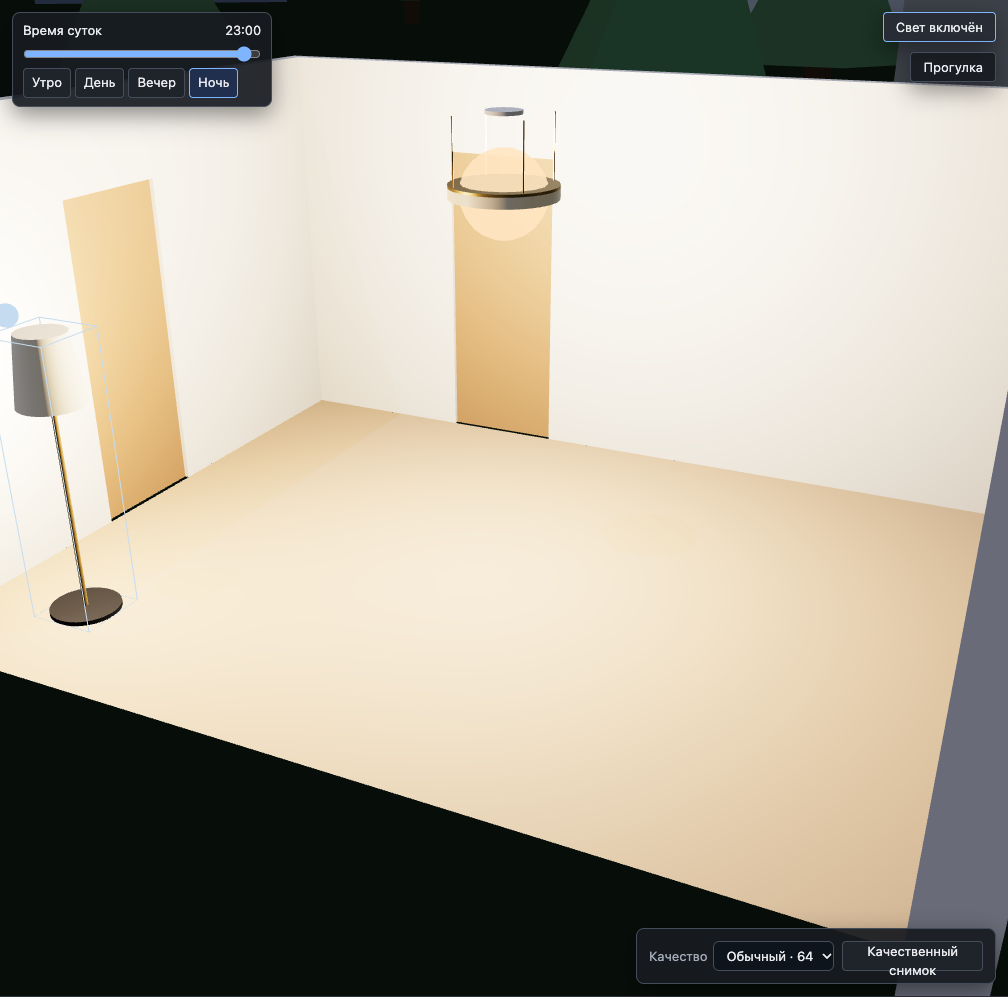 Время суток 23:00
Утро День Вечер Ночь
Свет включён
Прогулка
Качество Обычный · 64 Качественный
снимок